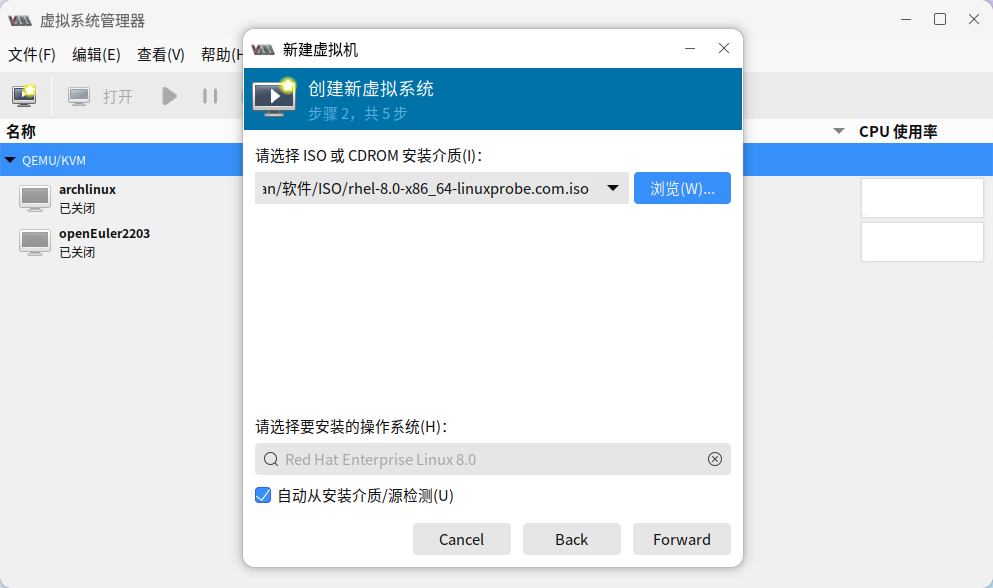 虚拟系统管理器
文件(F) 编辑(E) 查看(V) 帮助(H
打开
名称
CPU 使用率
QEMU/KVM
archlinux
已关闭
openEuler2203
已关闭
新建虚拟机
创建新虚拟系统
步骤 2，共 5 步
请选择 ISO 或 CDROM 安装介质(I)：
an/软件/ISO/rhel-8.0-x86_64-linuxprobe.com.iso
浏览(W)...
请选择要安装的操作系统(H)：
Red Hat Enterprise Linux 8.0
自动从安装介质/源检测(U)
Cancel Back Forward